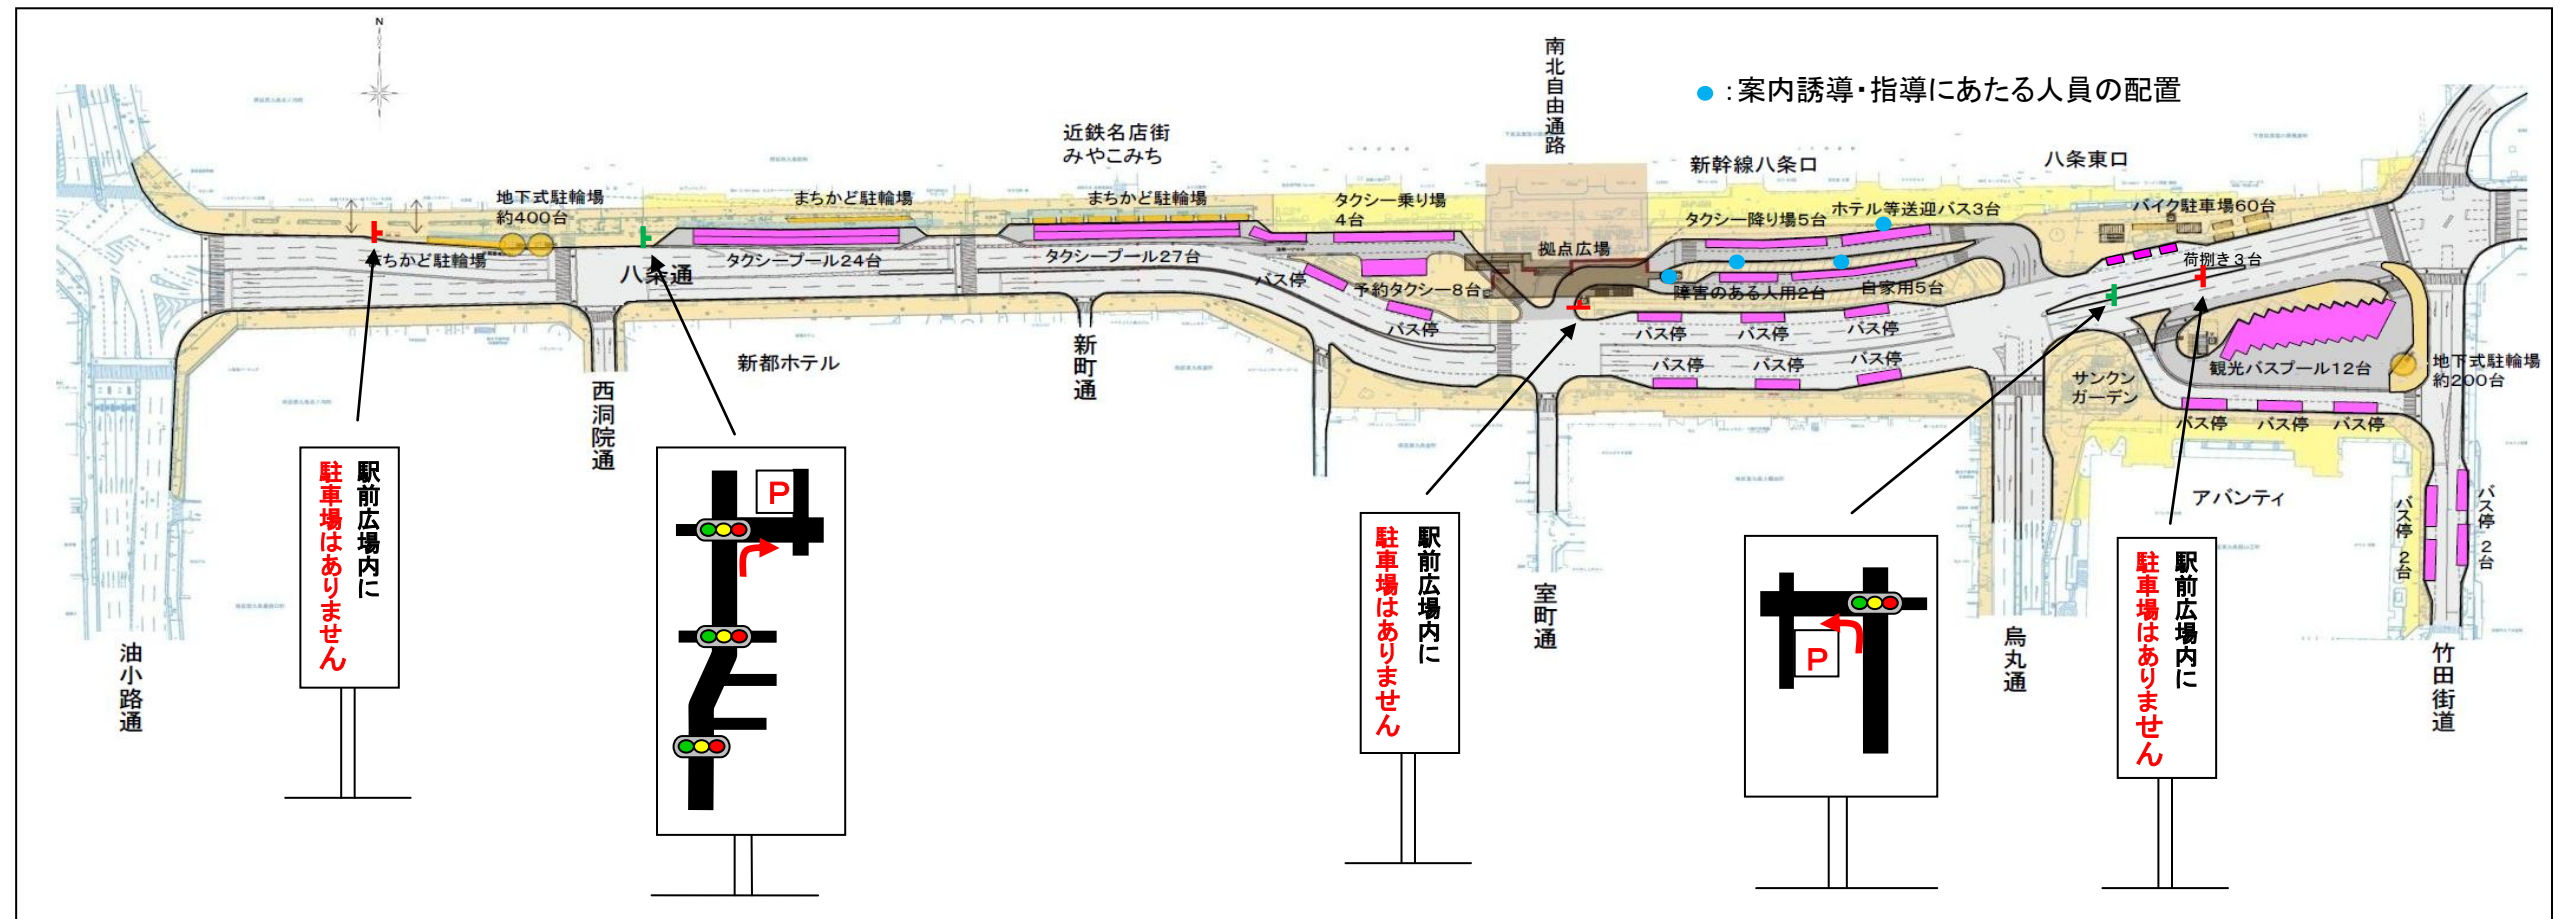 N
南北自由通路
●：案内誘導・指導にあたる人員の配置
近鉄名店街
みやこみち
新幹線八条口
八条東口
地下式駐輪場
約400台
まちかど駐輪場
まちかど駐輪場
タクシー乗り場
4台
タクシー降り場5台
ホテル等送迎バス3台
バイク駐車場60台
まちかど駐輪場
八条通
タクシープール24台
タクシープール27台
バス停
予約タクシー8台
バス停
拠点広場
障害のある人用2台
自家用5台
荷捌き3台
バス停
バス停
バス停
バス停
バス停
バス停
観光バスプール12台
地下式駐輪場
約200台
サンクン
ガーデン
バス停
バス停
バス停
新都ホテル
アバンティ
バス停 2台
バス停 2台
油小路通
西洞院通
新町通
室町通
烏丸通
竹田街道
駅前広場内に
駐車場はありません
P
駅前広場内に
駐車場はありません
P
駅前広場内に
駐車場はありません